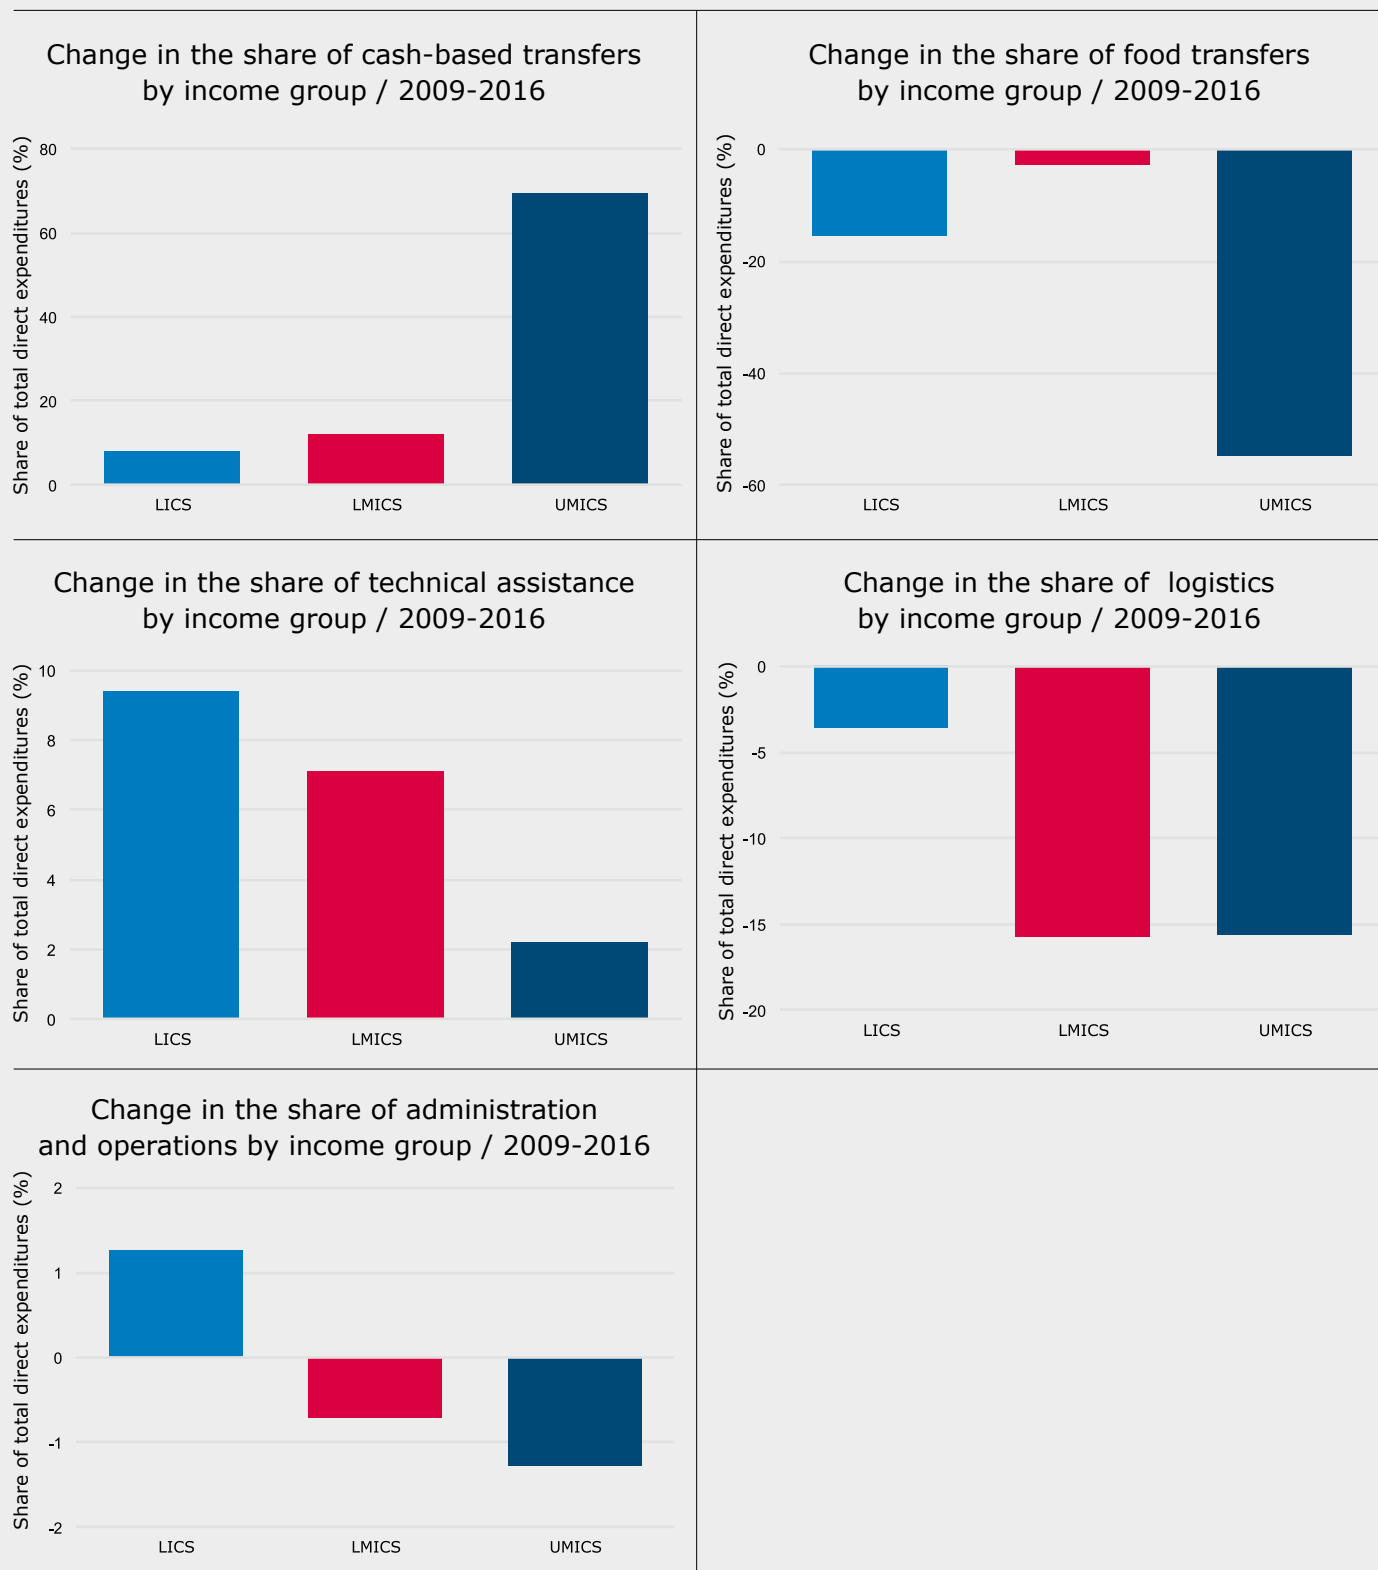 Change in the share of cash-based transfers
by income group / 2009-2016
Share of total direct expenditures (%)
80
60
40
20
0
LICS
LMICS
UMICS
Change in the share of food transfers
by income group / 2009-2016
Share of total direct expenditures (%)
0
-20
-40
-60
LICS
LMICS
UMICS
Change in the share of technical assistance
by income group / 2009-2016
Share of total direct expenditures (%)
10
8
6
4
2
0
LICS
LMICS
UMICS
Change in the share of  logistics
by income group / 2009-2016
Share of total direct expenditures (%)
0
-5
-10
-15
-20
LICS
LMICS
UMICS
Change in the share of administration
and operations by income group / 2009-2016
Share of total direct expenditures (%)
2
1
0
-1
-2
LICS
LMICS
UMICS